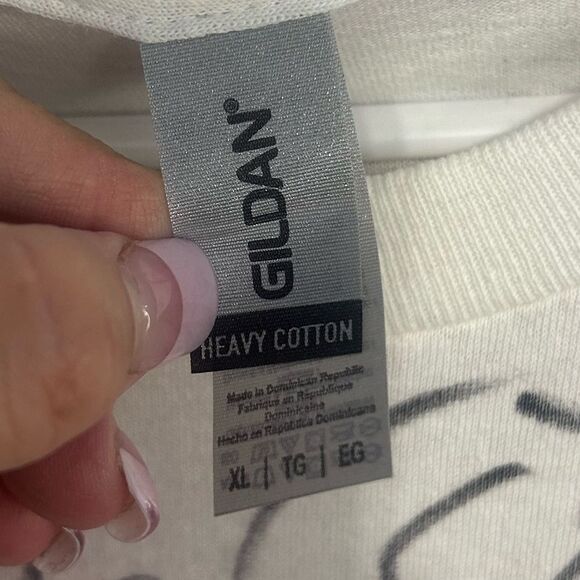 GILDAN®
HEAVY COTTON
Made in Dominican Republic
Fabriqué en République
Dominicaine
Hecho en República Dominicana
XL | TG | EG